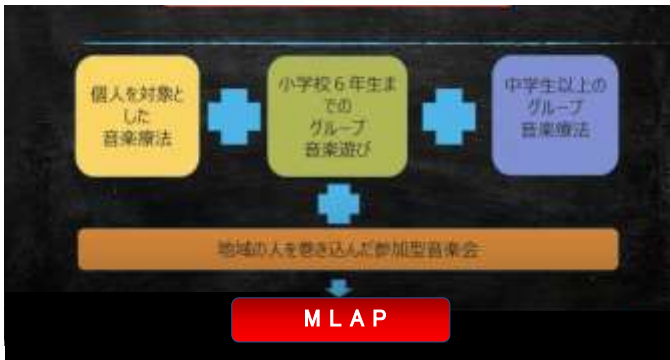 個人を対象と
した
音楽療法
小学校6年生ま
での
グループ
音楽遊び
中学生以上の
グループ
音楽療法
地域の人を巻き込んだ参加型音楽会
MLAP